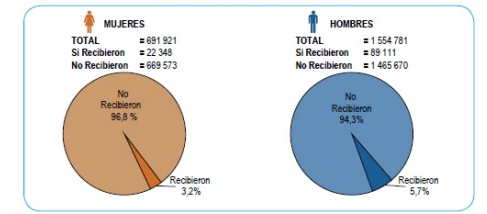 MUJERES
TOTAL = 691 921
Si Recibieron = 22 348
No Recibieron = 669 573
No
Recibieron
96,8 %
Recibieron
3,2%
HOMBRES
TOTAL = 1 554 781
Si Recibieron = 89 111
No Recibieron = 1 465 670
No
Recibieron
94,3%
Recibieron
5,7%